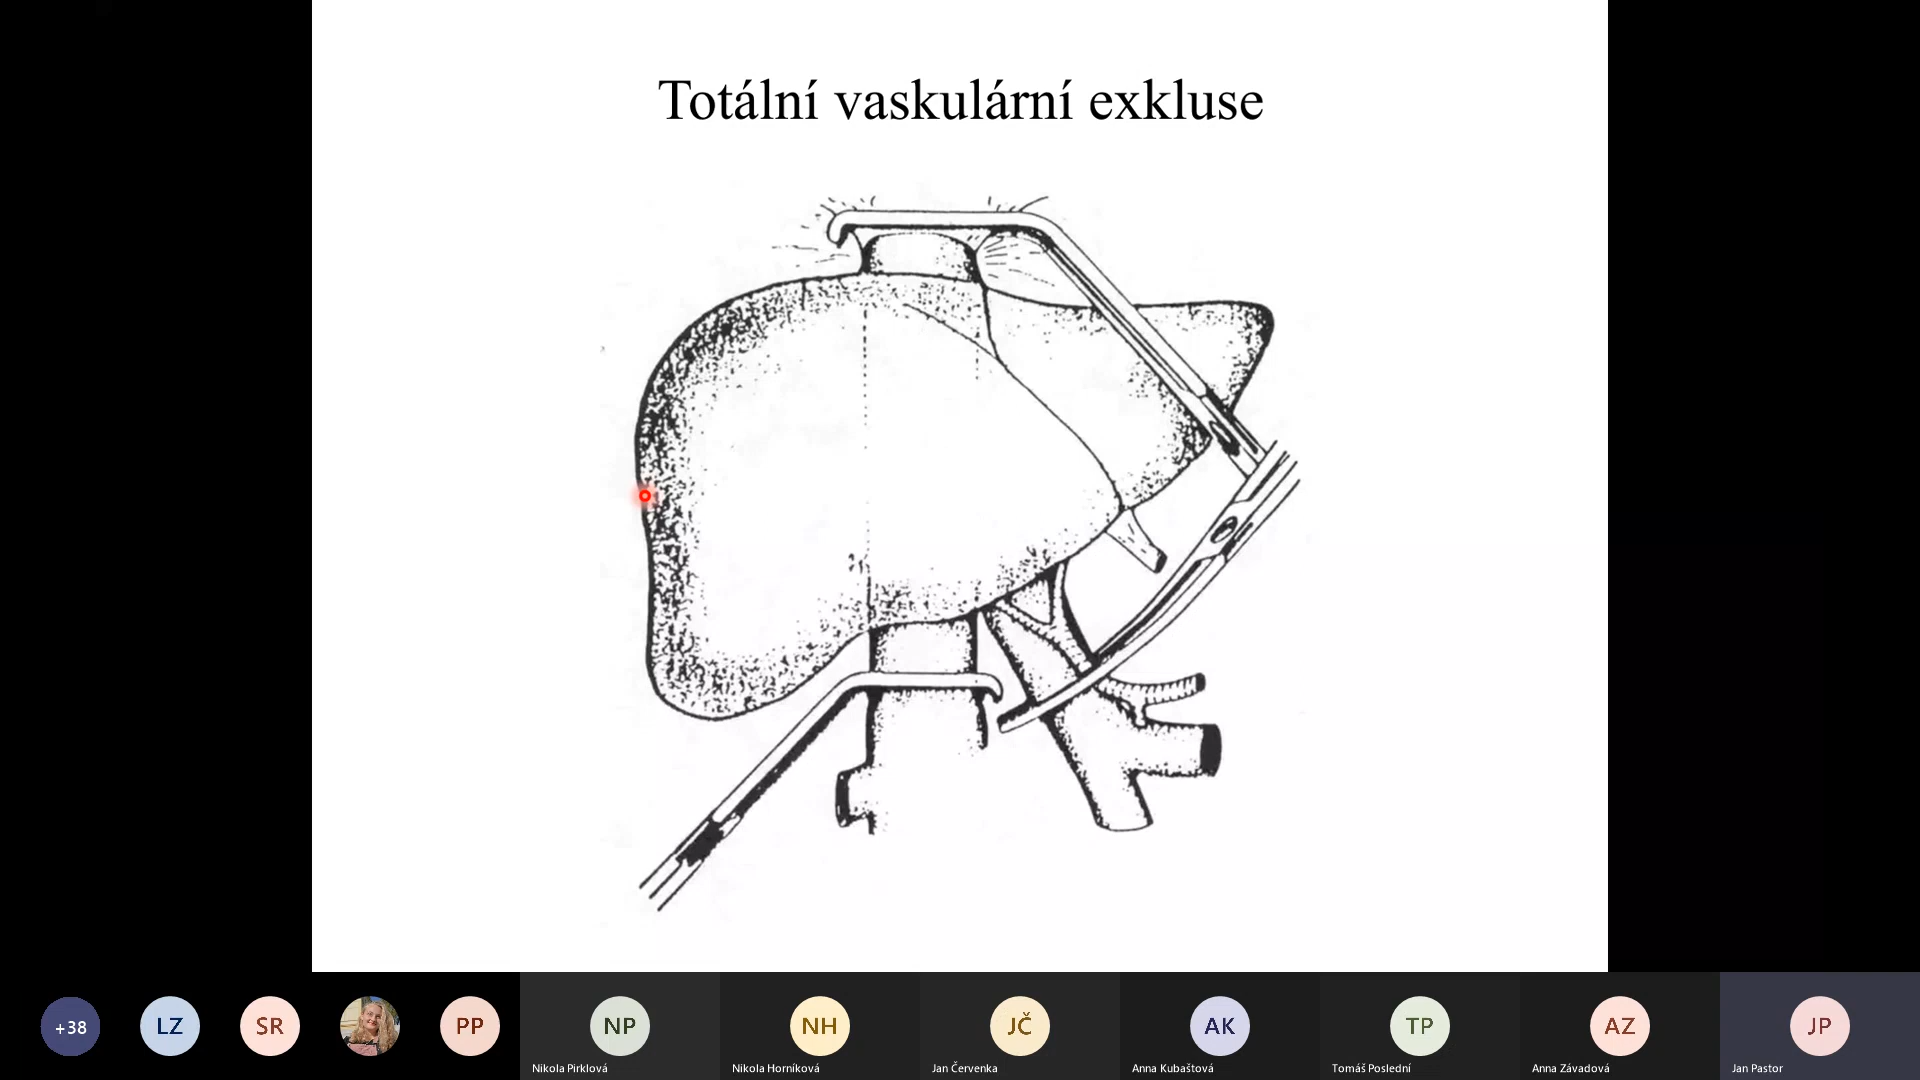 Totální vaskulární exkluse
+38
LZ
SR
PP
NP
NH
JČ
AK
TP
AZ
JP
Nikola Pirklová
Nikola Horníková
Jan Červenka
Anna Kubaštová
Tomáš Poslední
Anna Závadová
Jan Pastor